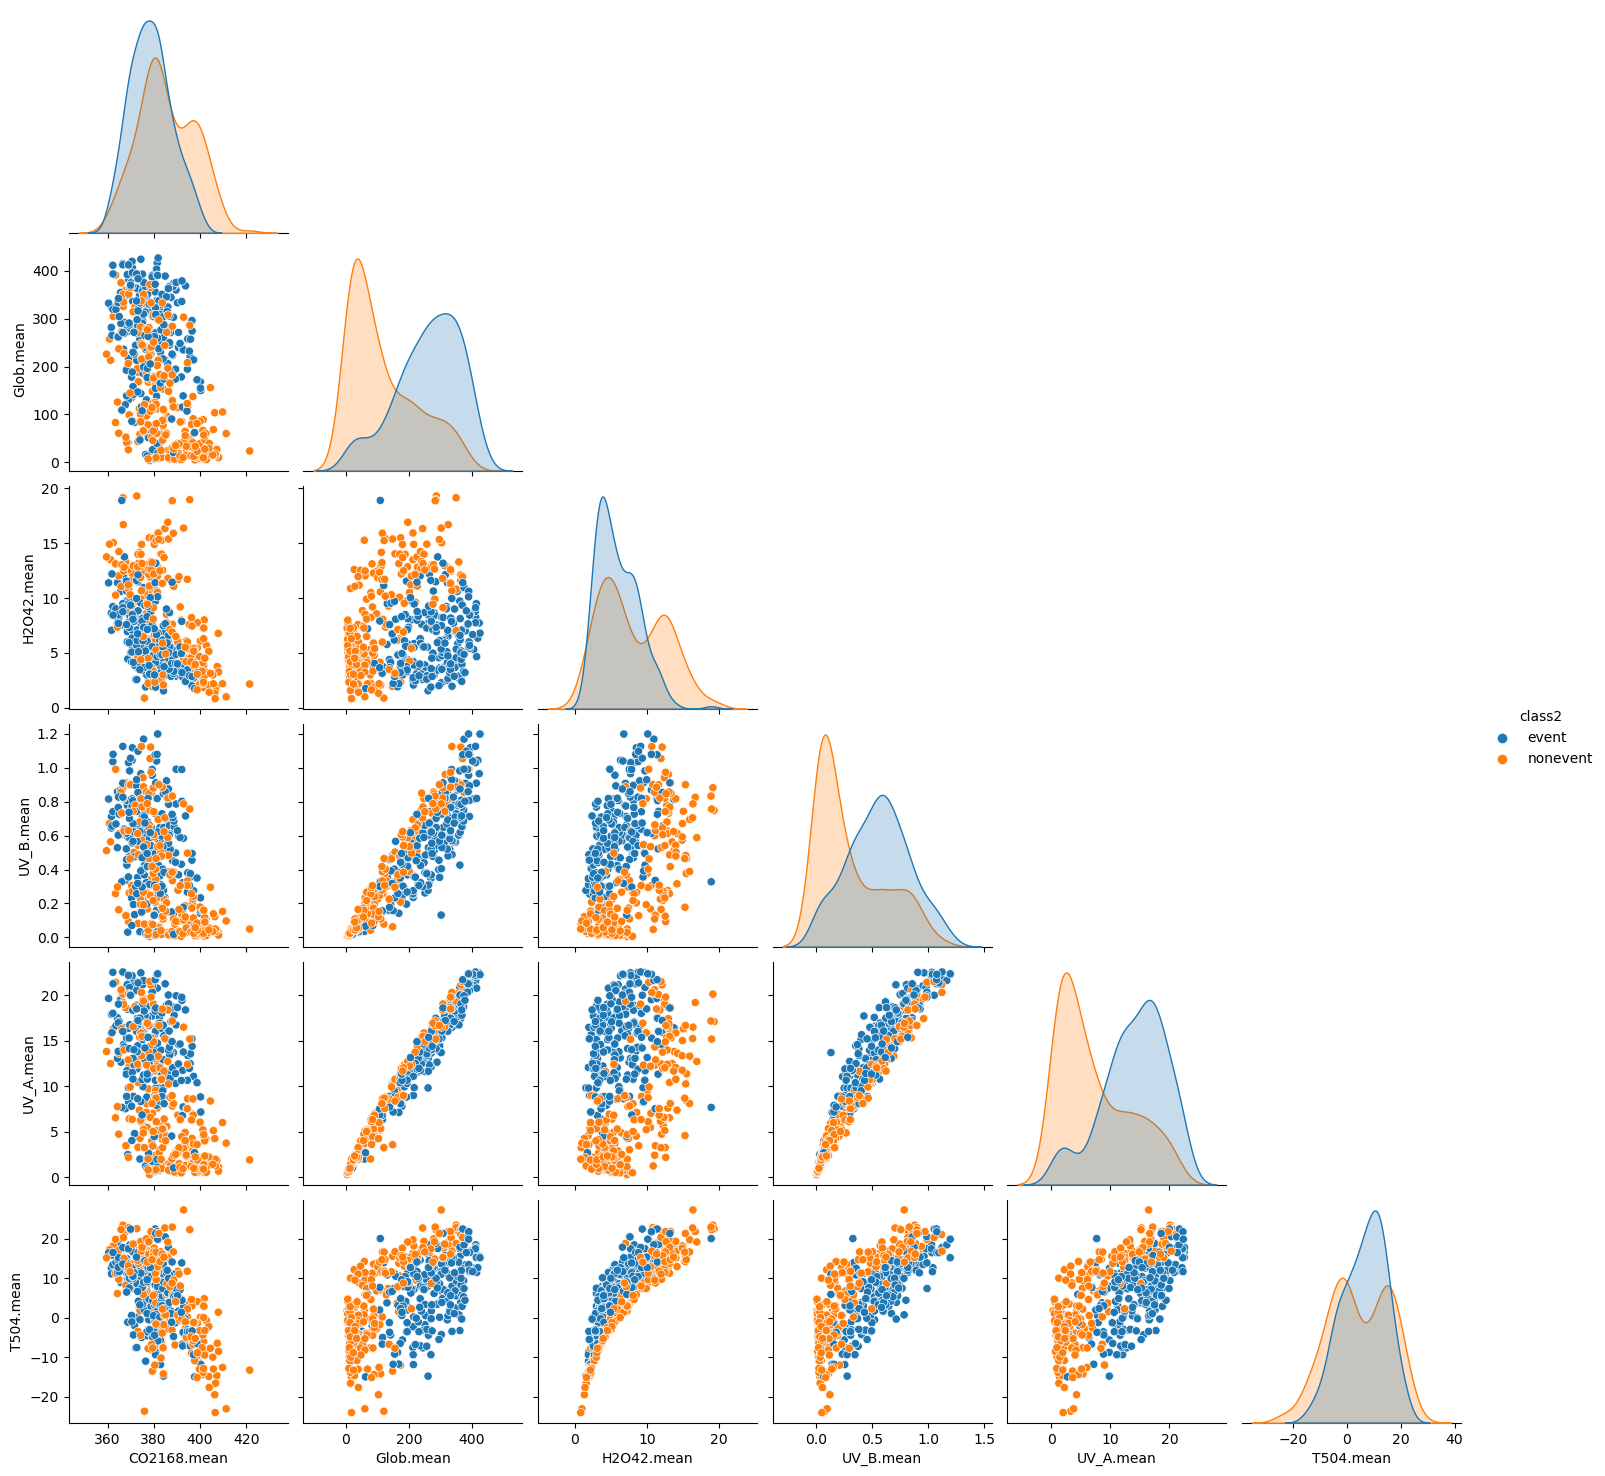 400
300
200
100
0
Glob.mean
20
15
10
5
0
H2O42.mean
1.2
1.0
0.8
0.6
0.4
0.2
0.0
UV_B.mean
class2
event
nonevent
20
15
10
5
0
UV_A.mean
20
10
0
−10
−20
T504.mean
360 380 400 420
0 200 400
0 10 20
0.0 0.5 1.0 1.5
0 10 20
−20 0 20 40
CO2168.mean
Glob.mean
H2O42.mean
UV_B.mean
UV_A.mean
T504.mean